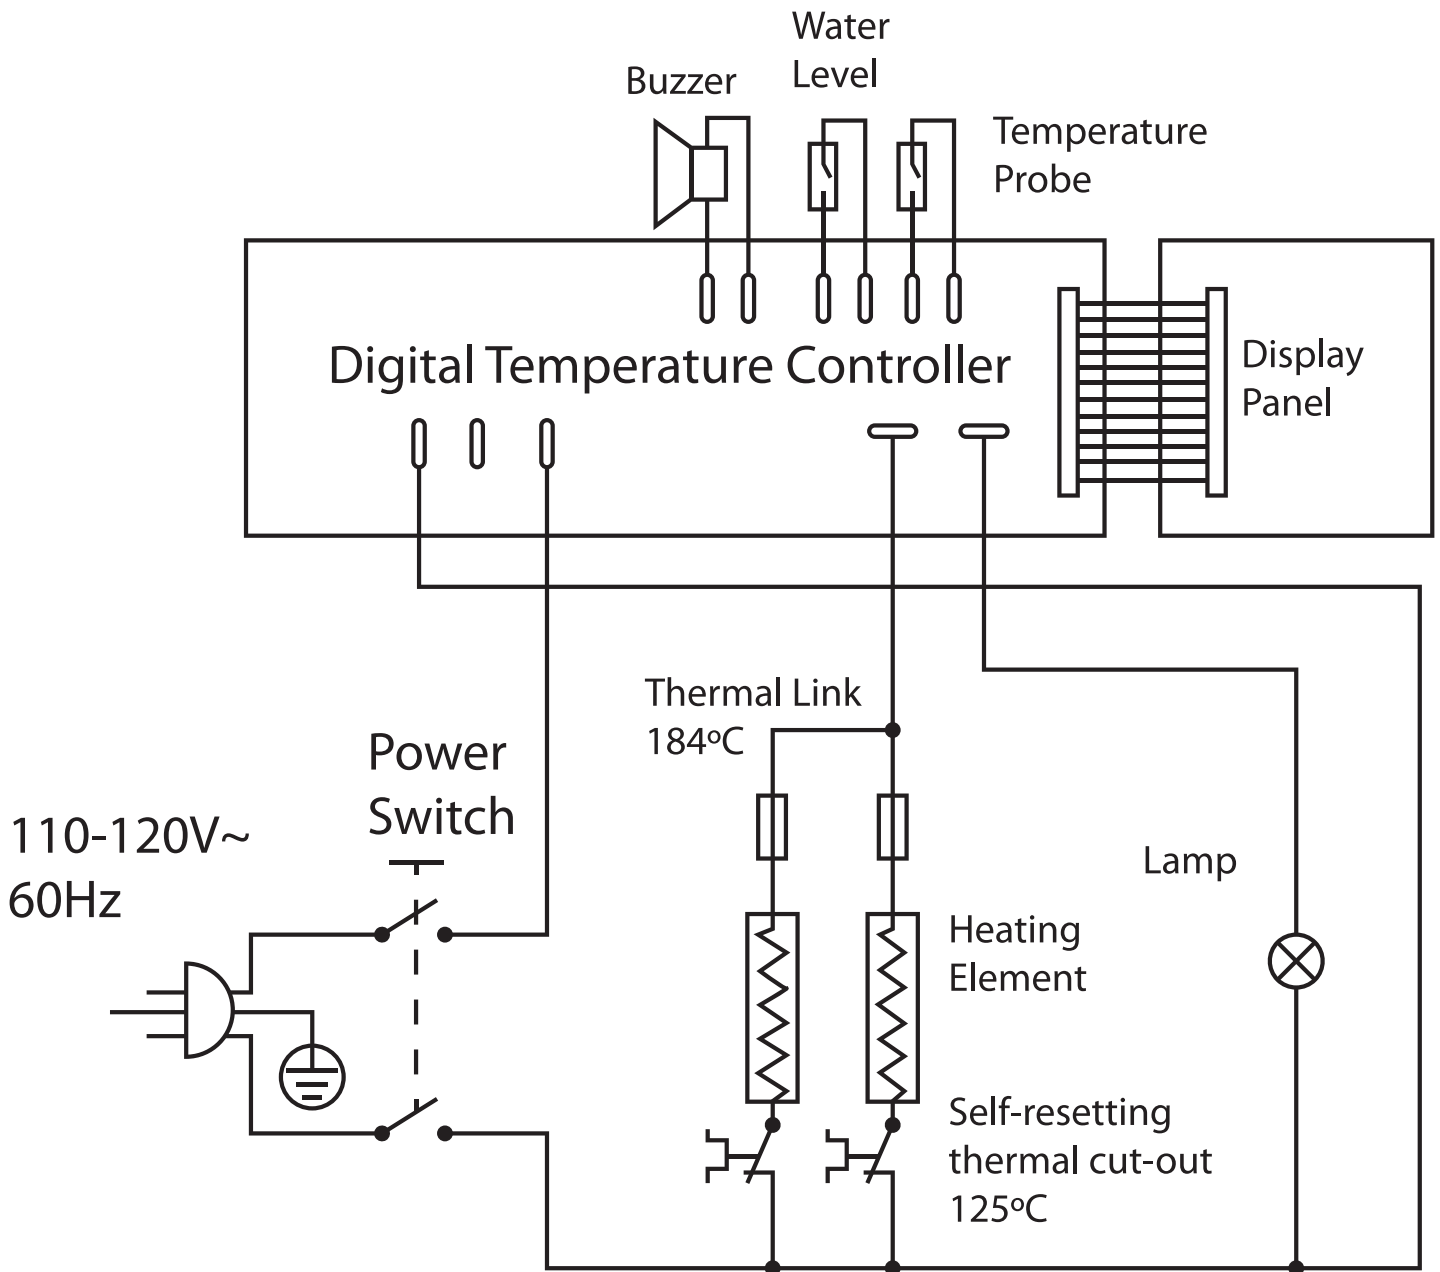 Water
Level
Buzzer
Temperature
Probe
Digital Temperature Controller
Display
Panel
Thermal Link
184ºC
Power
Switch
110-120V~
60Hz
Lamp
Heating
Element
Self-resetting
thermal cut-out
125ºC